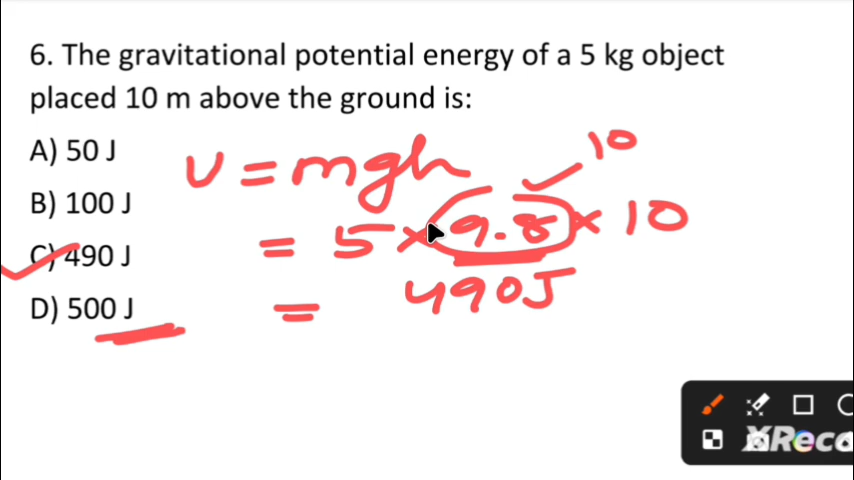 6. The gravitational potential energy of a 5 kg object
placed 10 m above the ground is:
A) 50 J
B) 100 J
C) 490 J
D) 500 J
U = mgh
10
= 5 × 9.8 × 10
= 490J
XReco